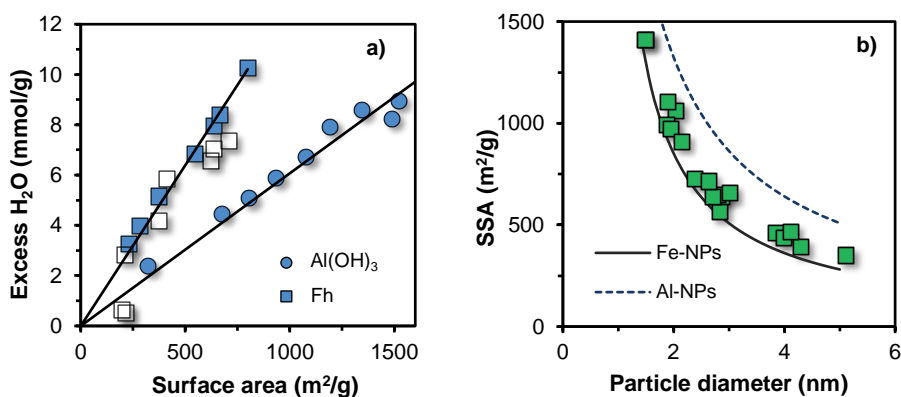 a)
12
10
8
6
4
2
0
Excess H₂O (mmol/g)
Al(OH)₃
Fh
0 500 1000 1500
Surface area (m²/g)
b)
1500
1000
500
0
SSA (m²/g)
Fe-NPs
Al-NPs
0 2 4 6
Particle diameter (nm)